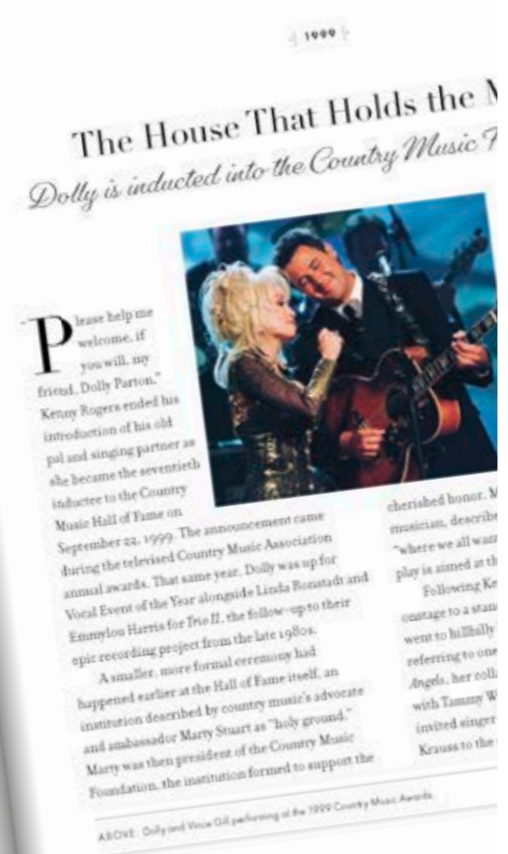 1999
The House That Holds the M
Dolly is inducted into the Country Music
"Please help me
welcome, if
you will, my
friend, Dolly Parton."
Kenny Rogers ended his
introduction of his old
pal and singing partner as
she became the seventieth
inductee to the Country
Music Hall of Fame on
September 22, 1999. The announcement came
during the televised Country Music Association
annual awards. That same year, Dolly was up for
Vocal Event of the Year alongside Linda Ronstadt and
Emmylou Harris for Trio II, the follow-up to their
epic recording project from the late 1980s.
A smaller, more formal ceremony had
happened earlier at the Hall of Fame itself, an
institution described by country music's advocate
and ambassador Marty Stuart as "holy ground."
Marty was then president of the Country Music
Foundation, the institution formed to support the
cherished honor. M
musician, describe
"where we all wan
play is aimed at th
Following Ke
onstage to a stan
went to hillbilly
referring to one
Angels, her coll
with Tammy W
invited singer
Krauss to the
ABOVE: Dolly and Vince Gill performing at the 1999 Country Music Awards.